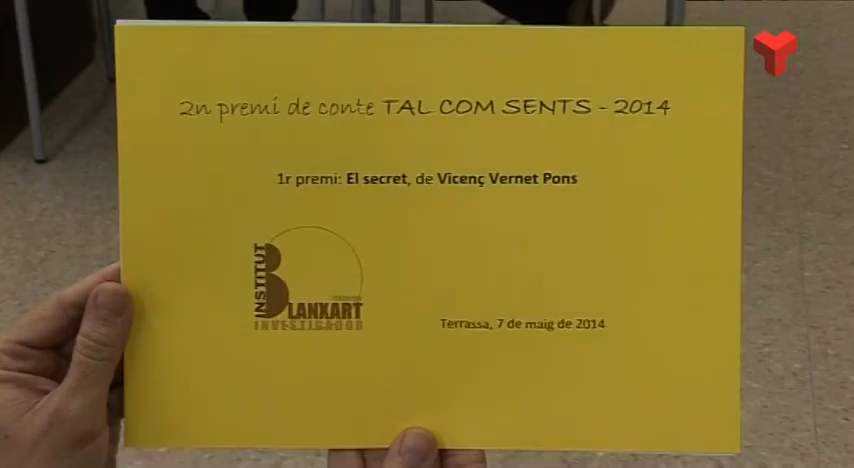 2n premi de conte TAL COM SENTS - 2014
1r premi: El secret, de Vicenç Vernet Pons
INSTITUT
BLANXART
INVESTIGADOR
Terrassa, 7 de maig de 2014